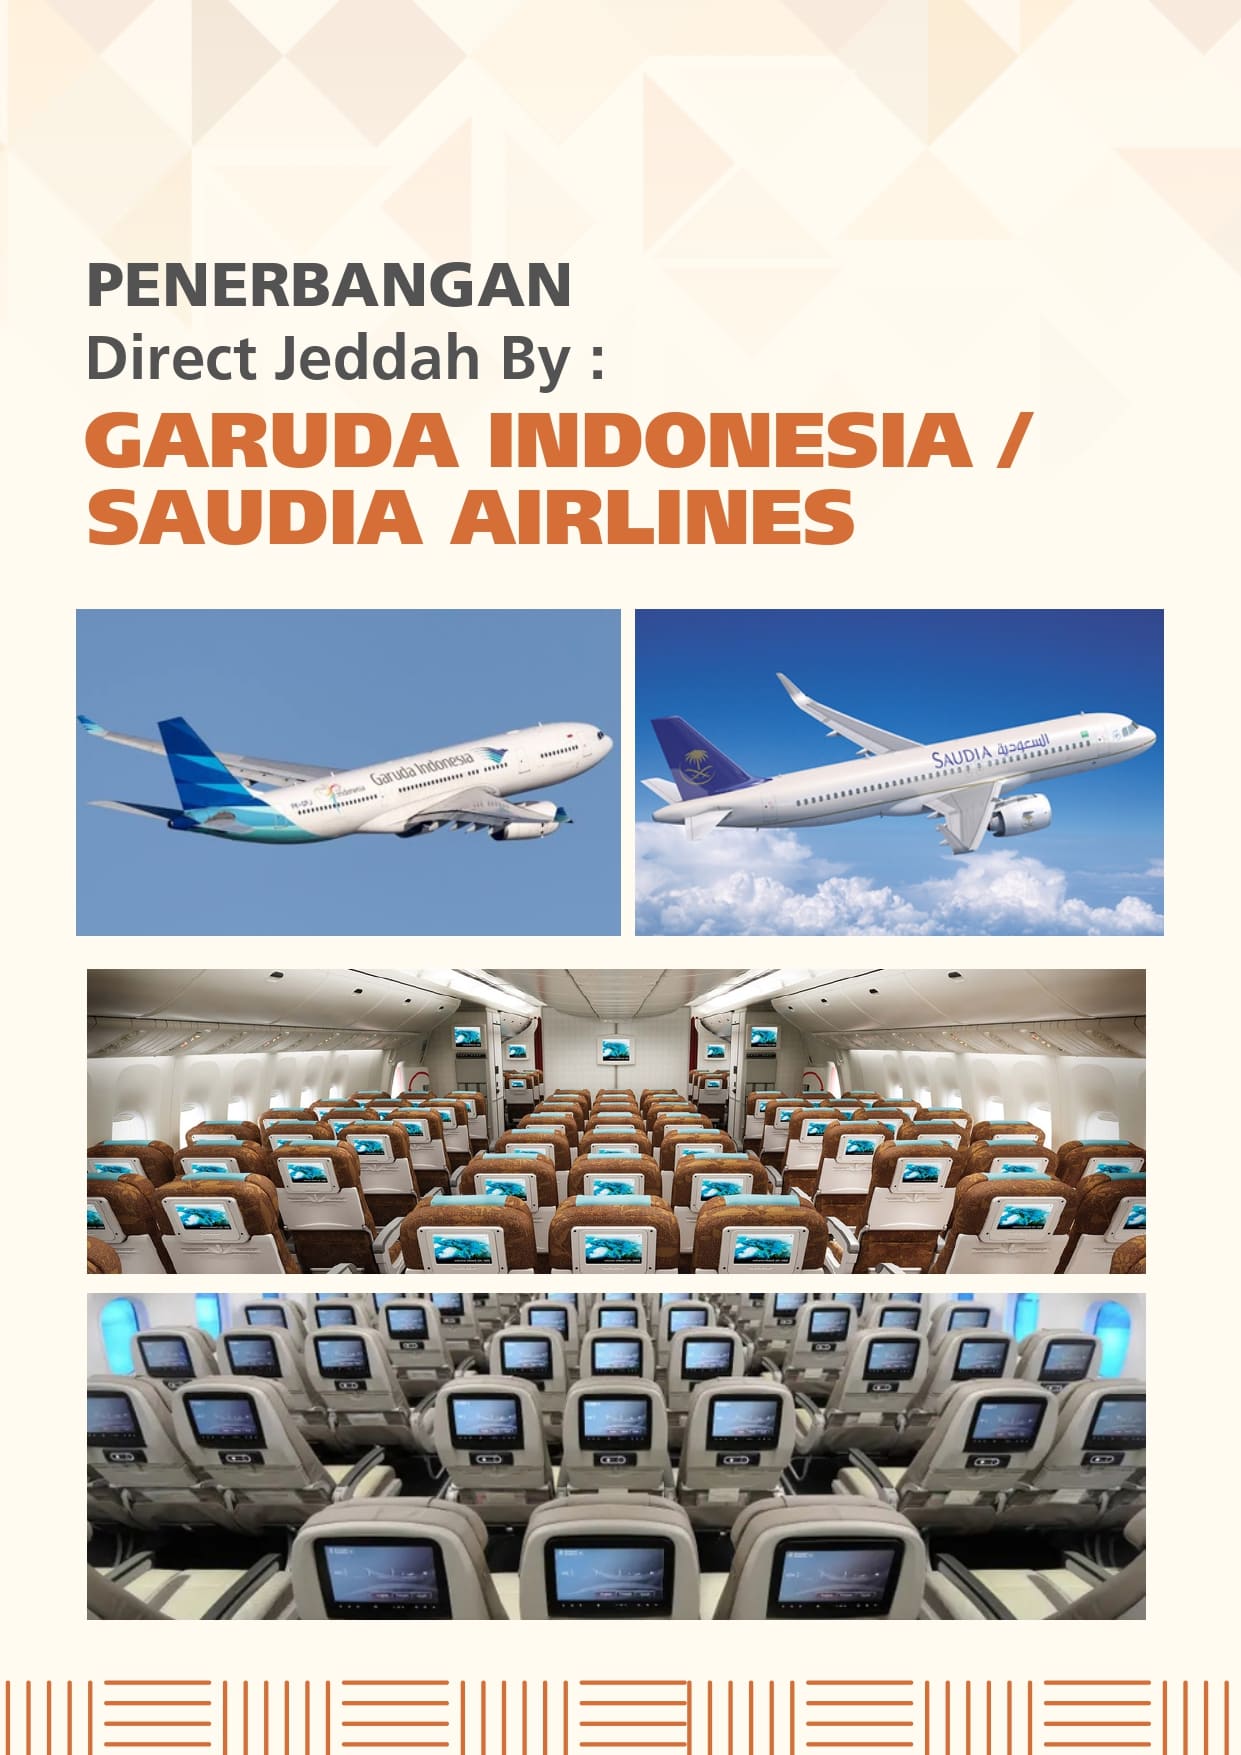 PENERBANGAN
Direct Jeddah By :
GARUDA INDONESIA /
SAUDIA AIRLINES
Garuda Indonesia
SAUDIA السعودية